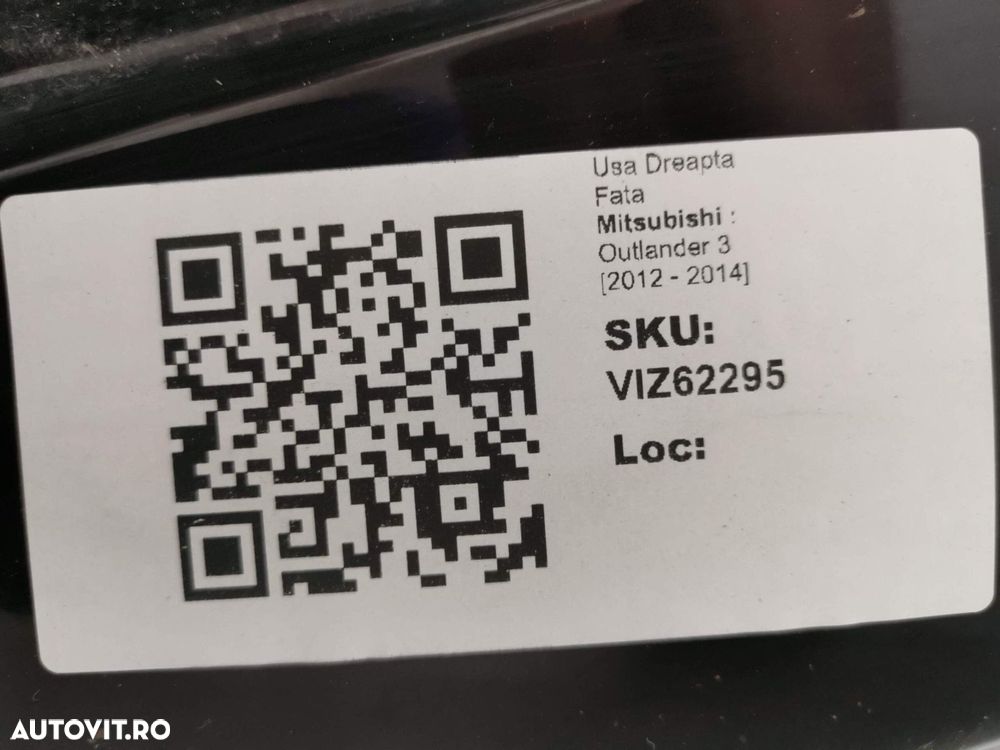 Usa Dreapta
Fata
Mitsubishi :
Outlander 3
[2012 - 2014]
SKU:
VIZ62295
Loc:
AUTOVIT.RO